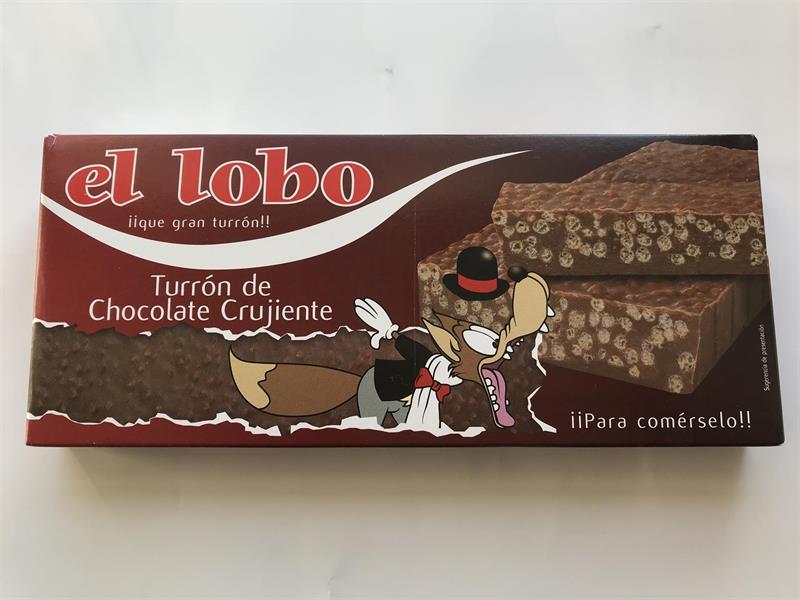 el lobo
¡¡que gran turrón!!
Turrón de
Chocolate Crujiente
¡¡Para comérselo!!
Sugerencia de presentación